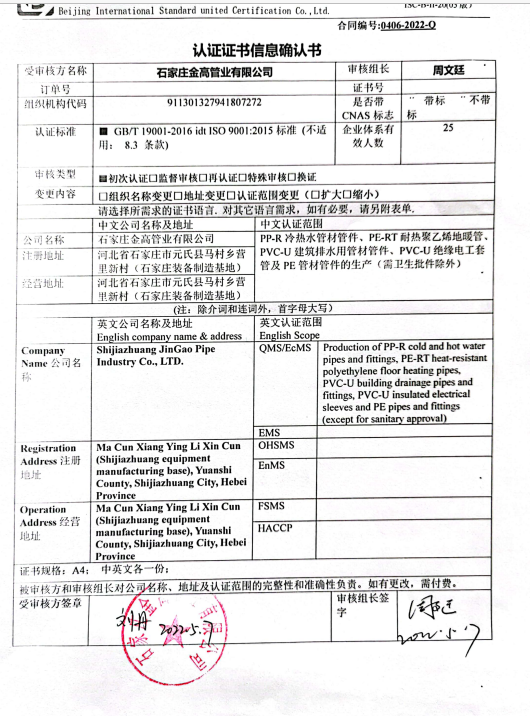 Beijing International Standard united Certification Co.,Ltd.
ISC-B-II-20(05版)
合同编号:0406-2022-Q
认证证书信息确认书
受审核方名称 石家庄金高管业有限公司 审核组长 周文廷
订单号 证书号
组织机构代码 911301327941807272 是否带CNAS 标志 ¨ 带标 ¨不带标
认证标准 ■ GB/T 19001-2016 idt ISO 9001:2015 标准 (不适用: 8.3 条款) 企业体系有效人数 25
审核类型 ■初次认证□监督审核□再认证□特殊审核□换证
变更内容 □组织名称变更□地址变更□认证范围变更(□扩大□缩小)
请选择所需求的证书语言. 对其它语言需求,如有必要,请另附表单.
中文公司名称及地址 中文认证范围
公司名称 石家庄金高管业有限公司
注册地址 河北省石家庄市元氏县马村乡营里新村(石家庄装备制造基地)
经营地址 河北省石家庄市元氏县马村乡营里新村(石家庄装备制造基地)
PP-R 冷热水管材管件、PE-RT 耐热聚乙烯地暖管、
PVC-U 建筑排水用管材管件、PVC-U 绝缘电工套
管及 PE 管材管件的生产(需卫生批件除外)
(注:除介词和连词外,首字母大写)
英文公司名称及地址 英文认证范围
English company name & address English Scope
Company Name 公司名称 Shijiazhuang JinGao Pipe Industry Co., LTD.
QMS/EcMS Production of PP-R cold and hot water
pipes and fittings, PE-RT heat-resistant
polyethylene floor heating pipes,
PVC-U building drainage pipes and
fittings, PVC-U insulated electrical
sleeves and PE pipes and fittings
(except for sanitary approval)
EMS
Registration Address 注册地址 Ma Cun Xiang Ying Li Xin Cun
(Shijiazhuang equipment
manufacturing base), Yuanshi
County, Shijiazhuang City, Hebei
Province
OHSMS
EnMS
Operation Address 经营地址 Ma Cun Xiang Ying Li Xin Cun
(Shijiazhuang equipment
manufacturing base), Yuanshi
County, Shijiazhuang City, Hebei
Province
FSMS
HACCP
证书规格:A4; 中英文各一份;
被审核方和审核组长对公司名称、地址及认证范围的完整性和准确性负责。如有更改,需付费。
受审核方签章 2022.5.7 审核组长签字 周文廷
2022.5.7